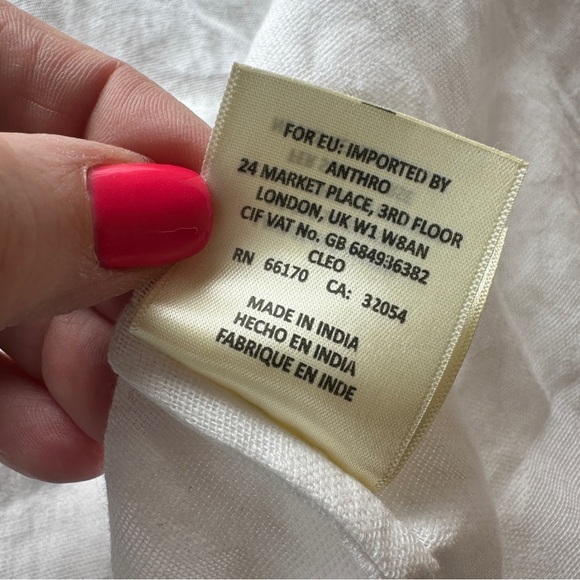 FOR EU: IMPORTED BY
ANTHRO
24 MARKET PLACE, 3RD FLOOR
LONDON, UK W1 W8AN
CIF VAT No. GB 684936382
CLEO
RN 66170 CA: 32054
MADE IN INDIA
HECHO EN INDIA
FABRIQUE EN INDE